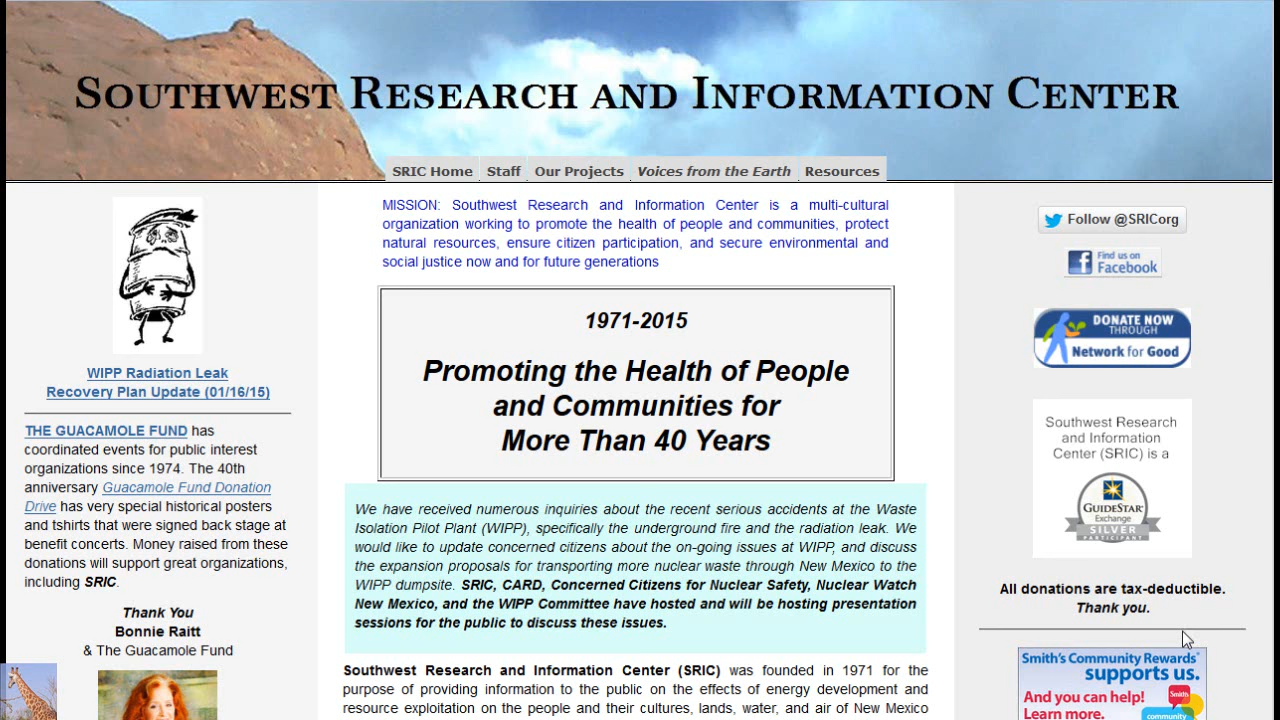 SOUTHWEST RESEARCH AND INFORMATION CENTER
SRIC Home
Staff
Our Projects
Voices from the Earth
Resources
WIPP Radiation Leak
Recovery Plan Update (01/16/15)
THE GUACAMOLE FUND has
coordinated events for public interest
organizations since 1974. The 40th
anniversary Guacamole Fund Donation
Drive has very special historical posters
and tshirts that were signed back stage at
benefit concerts. Money raised from these
donations will support great organizations,
including SRIC.
Thank You
Bonnie Raitt
& The Guacamole Fund
MISSION: Southwest Research and Information Center is a multi-cultural
organization working to promote the health of people and communities, protect
natural resources, ensure citizen participation, and secure environmental and
social justice now and for future generations
1971-2015
Promoting the Health of People
and Communities for
More Than 40 Years
We have received numerous inquiries about the recent serious accidents at the Waste
Isolation Pilot Plant (WIPP), specifically the underground fire and the radiation leak. We
would like to update concerned citizens about the on-going issues at WIPP, and discuss
the expansion proposals for transporting more nuclear waste through New Mexico to the
WIPP dumpsite. SRIC, CARD, Concerned Citizens for Nuclear Safety, Nuclear Watch
New Mexico, and the WIPP Committee have hosted and will be hosting presentation
sessions for the public to discuss these issues.
Southwest Research and Information Center (SRIC) was founded in 1971 for the
purpose of providing information to the public on the effects of energy development and
resource exploitation on the people and their cultures, lands, water, and air of New Mexico
Follow @SRICorg
Find us on
Facebook
DONATE NOW
THROUGH
Network for Good
Southwest Research
and Information
Center (SRIC) is a
GUIDESTAR
Exchange
SILVER
PARTICIPANT
All donations are tax-deductible.
Thank you.
Smith's Community Rewards
supports us.
And you can help!
Learn more.
Smith's
community